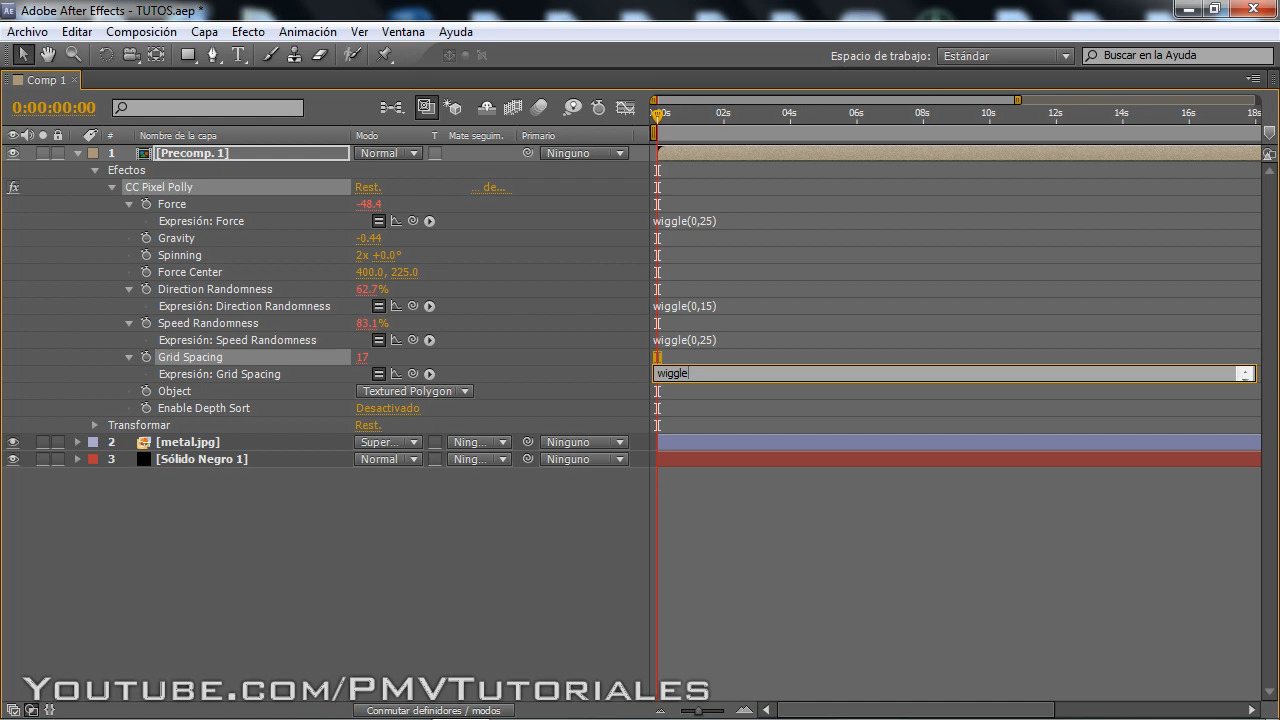 Adobe After Effects - TUTOS.aep *
Archivo Editar Composición Capa Efecto Animación Ver Ventana Ayuda
Espacio de trabajo: Estándar Buscar en la Ayuda
Comp 1
0:00:00:00
00s 02s 04s 06s 08s 10s 12s 14s 16s 18s
# Nombre de la capa Modo T Mate seguim. Primario
1 [Precomp. 1] Normal Ninguno
Efectos
fx CC Pixel Polly Rest. ... de...
Force -48.4
Expresión: Force wiggle(0,25)
Gravity -0.44
Spinning 2x +0.0°
Force Center 400.0, 225.0
Direction Randomness 62.7%
Expresión: Direction Randomness wiggle(0,15)
Speed Randomness 83.1%
Expresión: Speed Randomness wiggle(0,25)
Grid Spacing 17
Expresión: Grid Spacing wiggle
Object Textured Polygon
Enable Depth Sort Desactivado
Transformar Rest.
2 [metal.jpg] Super... Ning... Ninguno
3 [Sólido Negro 1] Normal Ning... Ninguno
Youtube.com/PMVTutoriales
Conmutar definidores / modos